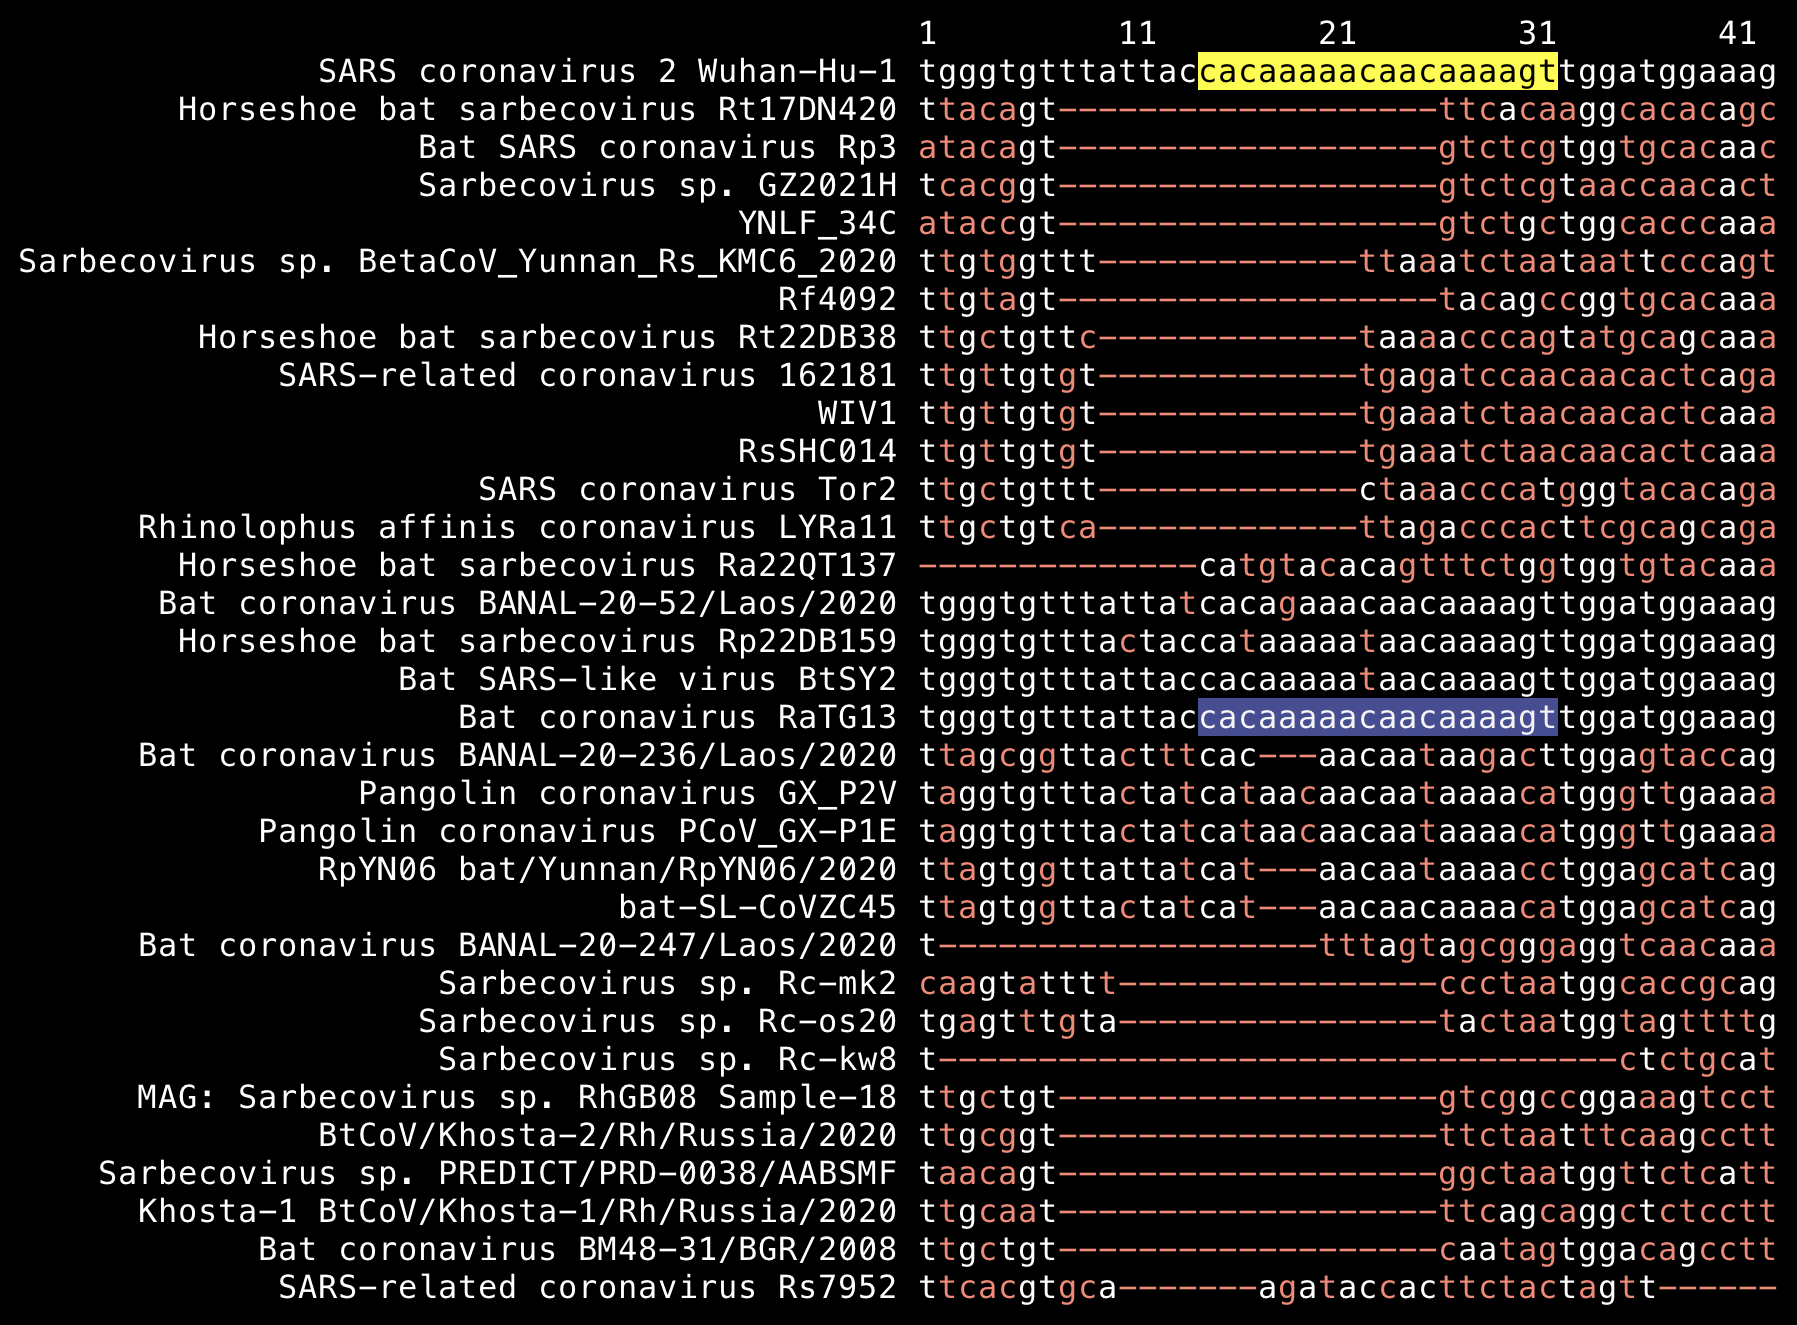 1 11 21 31 41
SARS coronavirus 2 Wuhan-Hu-1 tgggtgtttattaccacaaaaacaacaaaagttggatggaaag
Horseshoe bat sarbecovirus Rt17DN420 ttacagt-------------------ttcacaaggcacacagc
Bat SARS coronavirus Rp3 atacagt-------------------gtctcgtggtgcacaac
Sarbecovirus sp. GZ2021H tcacggt-------------------gtctcgtaaccaacact
YNLF_34C ataccgt-------------------gtctgctggcacccaaa
Sarbecovirus sp. BetaCoV_Yunnan_Rs_KMC6_2020 ttgtggttt-------------ttaaatctaataattcccagt
Rf4092 ttgtagt-------------------tacagccggtgcacaaa
Horseshoe bat sarbecovirus Rt22DB38 ttgctgttc-------------taaaacccagtatgcagcaaa
SARS-related coronavirus 162181 ttgttgtgt-------------tgagatccaacaacactcaga
WIV1 ttgttgtgt-------------tgaaatctaacaacactcaaa
RsSHC014 ttgttgtgt-------------tgaaatctaacaacactcaaa
SARS coronavirus Tor2 ttgctgttt-------------ctaaacccatgggtacacaga
Rhinolophus affinis coronavirus LYRa11 ttgctgtca-------------ttagacccacttcgcagcaga
Horseshoe bat sarbecovirus Ra22QT137 --------------catgtacacagtttctggtggtgtacaaa
Bat coronavirus BANAL-20-52/Laos/2020 tgggtgtttattatcacagaaacaacaaaagttggatggaaag
Horseshoe bat sarbecovirus Rp22DB159 tgggtgtttactaccataaaaataacaaaagttggatggaaag
Bat SARS-like virus BtSY2 tgggtgtttattaccacaaaaataacaaaagttggatggaaag
Bat coronavirus RaTG13 tgggtgtttattaccacaaaaacaacaaaagttggatggaaag
Bat coronavirus BANAL-20-236/Laos/2020 ttagcggttactttcac---aacaataagacttggagtaccag
Pangolin coronavirus GX_P2V taggtgtttactatcataacaacaataaaacatgggttgaaaa
Pangolin coronavirus PCoV_GX-P1E taggtgtttactatcataacaacaataaaacatgggttgaaaa
RpYN06 bat/Yunnan/RpYN06/2020 ttagtggttattatcat---aacaataaaacctggagcatcag
bat-SL-CoVZC45 ttagtggttactatcat---aacaacaaaacatggagcatcag
Bat coronavirus BANAL-20-247/Laos/2020 t-------------------tttagtagcgggaggtcaacaaa
Sarbecovirus sp. Rc-mk2 caagtatttt----------------ccctaatggcaccgcag
Sarbecovirus sp. Rc-os20 tgagtttgta----------------tactaatggtagttttg
Sarbecovirus sp. Rc-kw8 t----------------------------------ctctgcat
MAG: Sarbecovirus sp. RhGB08 Sample-18 ttgctgt-------------------gtcggccggaaagtcct
BtCoV/Khosta-2/Rh/Russia/2020 ttgcggt-------------------ttctaatttcaagcctt
Sarbecovirus sp. PREDICT/PRD-0038/AABSMF taacagt-------------------ggctaatggttctcatt
Khosta-1 BtCoV/Khosta-1/Rh/Russia/2020 ttgcaat-------------------ttcagcaggctctcctt
Bat coronavirus BM48-31/BGR/2008 ttgctgt-------------------caatagtggacagcctt
SARS-related coronavirus Rs7952 ttcacgtgca-------agataccacttctactagtt------